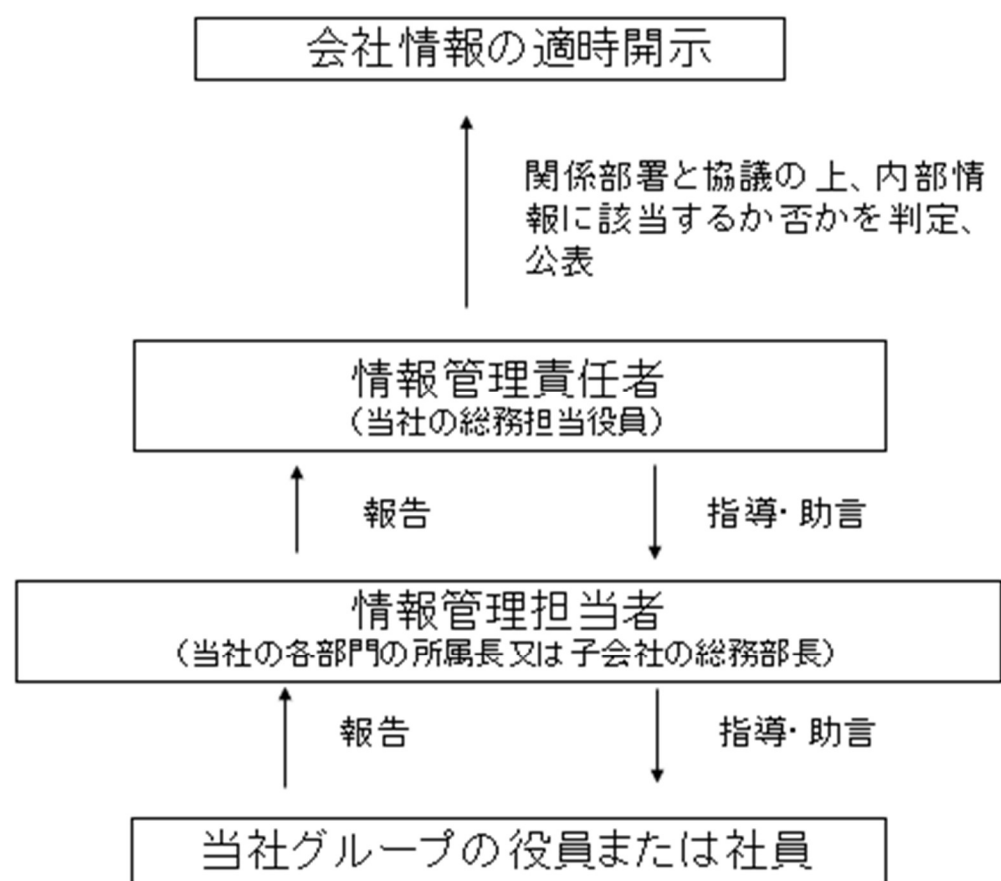 会社情報の適時開示
関係部署と協議の上、内部情
報に該当するか否かを判定、
公表
情報管理責任者
（当社の総務担当役員）
報告
指導・助言
情報管理担当者
（当社の各部門の所属長又は子会社の総務部長）
報告
指導・助言
当社グループの役員または社員